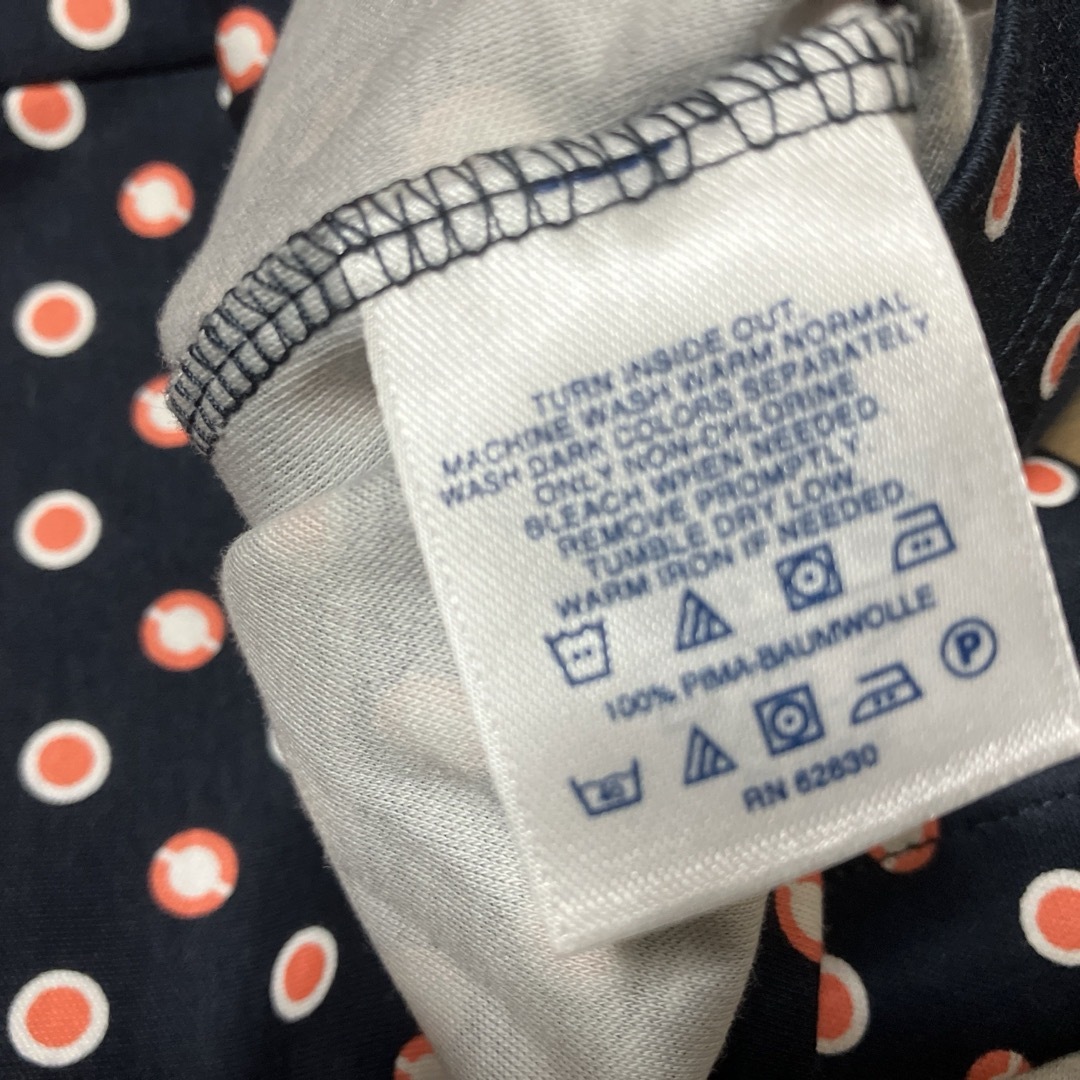 TURN INSIDE OUT.
MACHINE WASH WARM NORMAL
WASH DARK COLORS SEPARATELY
ONLY NON-CHLORINE
BLEACH WHEN NEEDED.
REMOVE PROMPTLY.
TUMBLE DRY LOW.
WARM IRON IF NEEDED.
100% PIMA-BAUMWOLLE
P
40
RN 62830